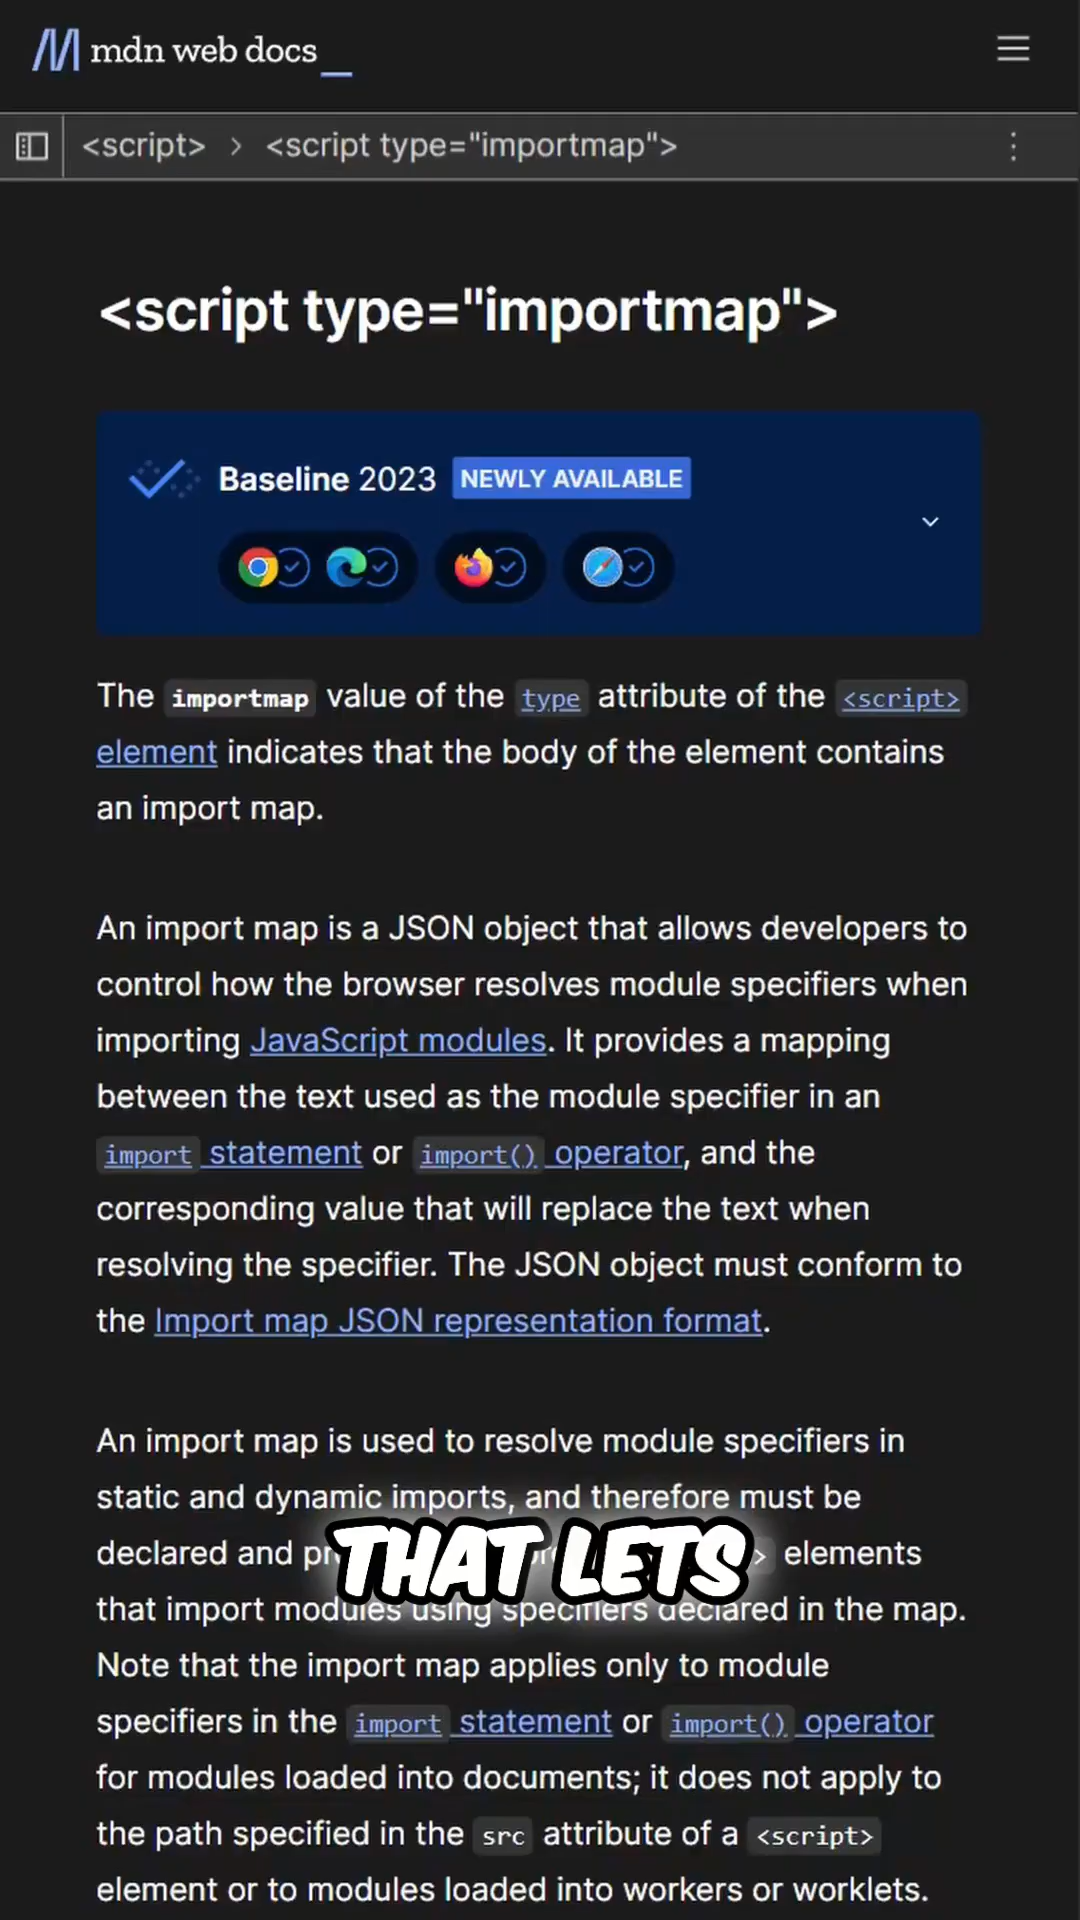 mdn web docs_
<script> › <script type="importmap">
<script type="importmap">
Baseline 2023 NEWLY AVAILABLE
The importmap value of the type attribute of the <script>
element indicates that the body of the element contains
an import map.
An import map is a JSON object that allows developers to
control how the browser resolves module specifiers when
importing JavaScript modules. It provides a mapping
between the text used as the module specifier in an
import statement or import() operator, and the
corresponding value that will replace the text when
resolving the specifier. The JSON object must conform to
the Import map JSON representation format.
An import map is used to resolve module specifiers in
static and dynamic imports, and therefore must be
declared and elements
THAT LETS
that import modules using specifiers declared in the map.
Note that the import map applies only to module
specifiers in the import statement or import() operator
for modules loaded into documents; it does not apply to
the path specified in the src attribute of a <script>
element or to modules loaded into workers or worklets.